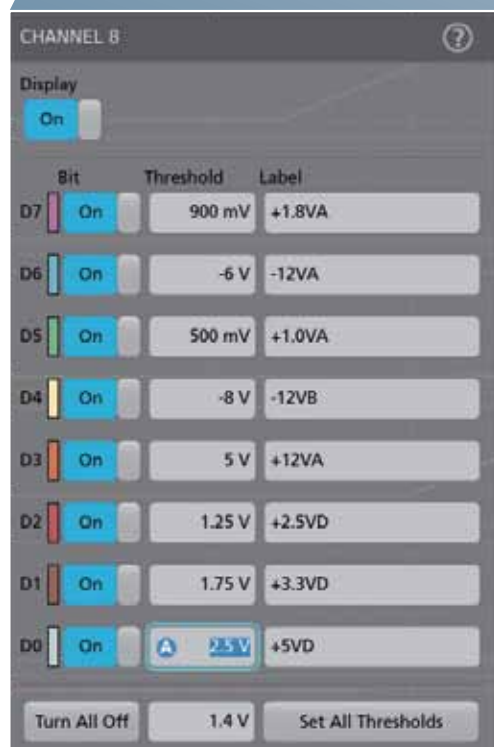 CHANNEL 8 ?
Display
On
Bit Threshold Label
D7 On 900 mV +1.8VA
D6 On -6 V -12VA
D5 On 500 mV +1.0VA
D4 On -8 V -12VB
D3 On 5 V +12VA
D2 On 1.25 V +2.5VD
D1 On 1.75 V +3.3VD
D0 On A 2.5 V +5VD
Turn All Off 1.4 V Set All Thresholds